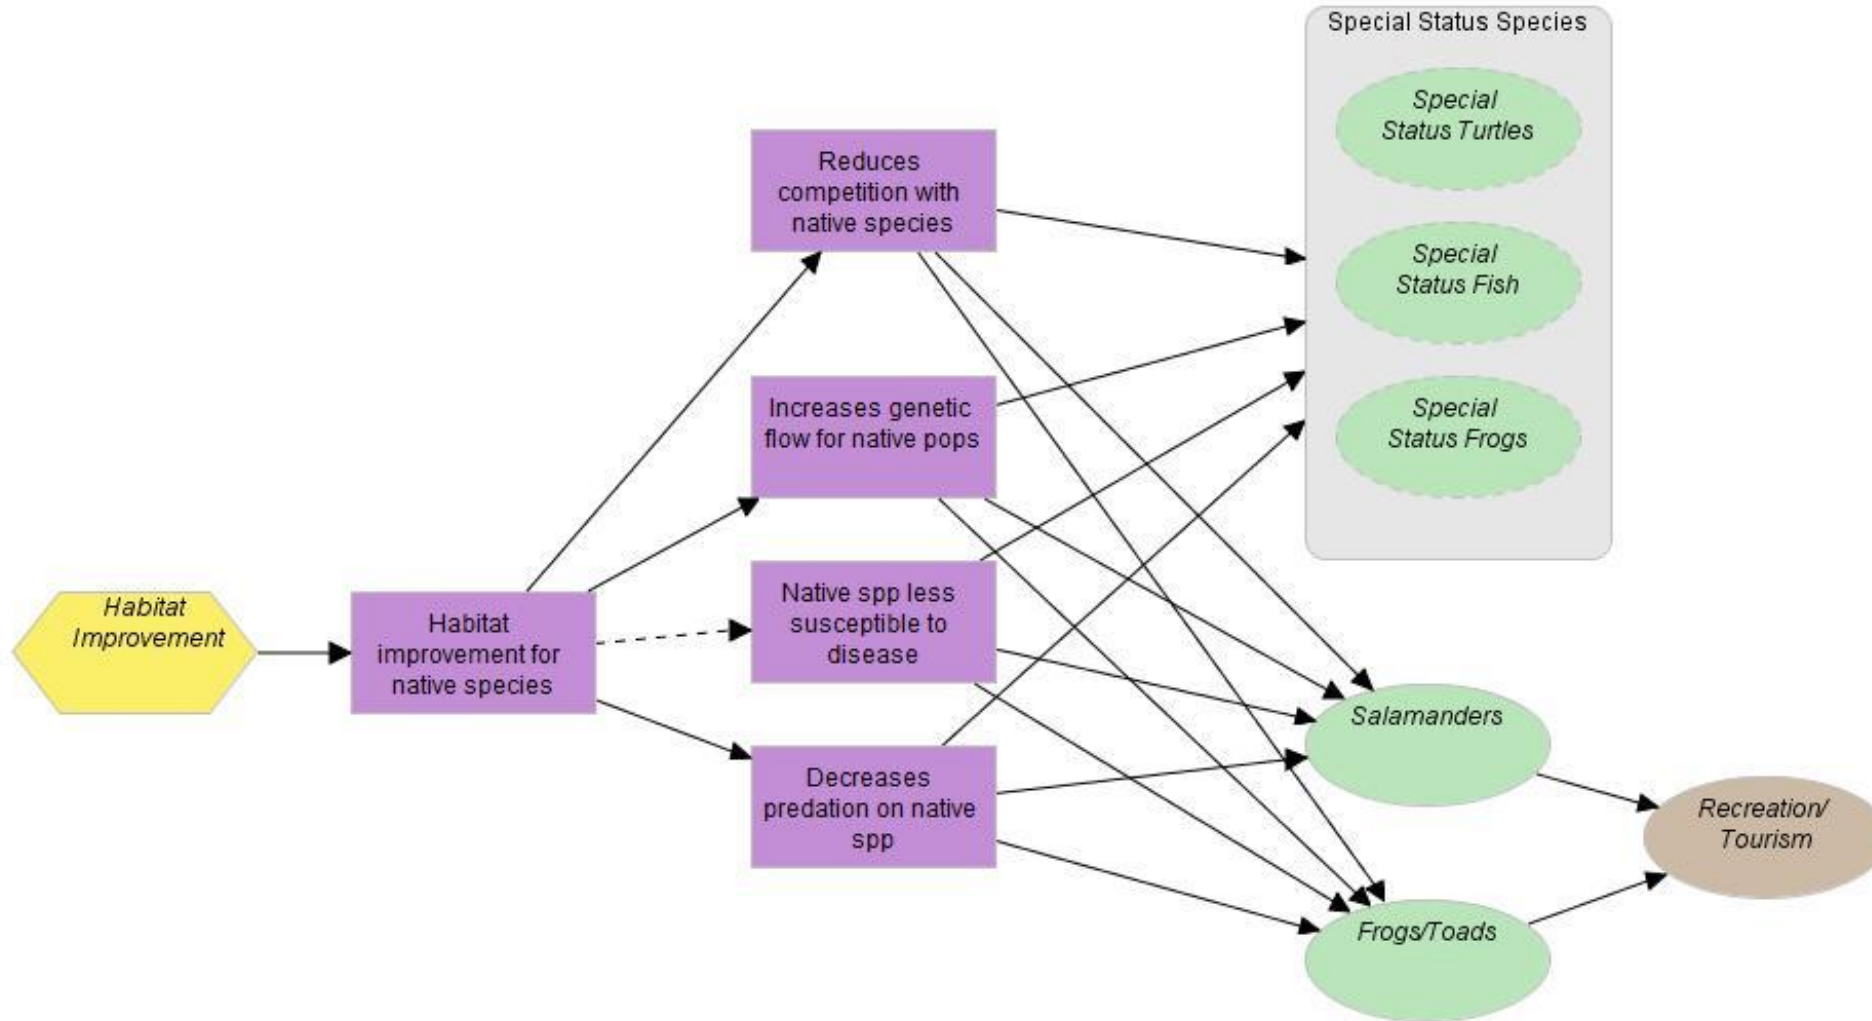 Special Status Species
Special
Status Turtles
Special
Status Fish
Special
Status Frogs
Reduces
competition with
native species
Increases genetic
flow for native pops
Native spp less
susceptible to
disease
Decreases
predation on native
spp
Habitat
Improvement
Habitat
improvement for
native species
Salamanders
Frogs/Toads
Recreation/
Tourism